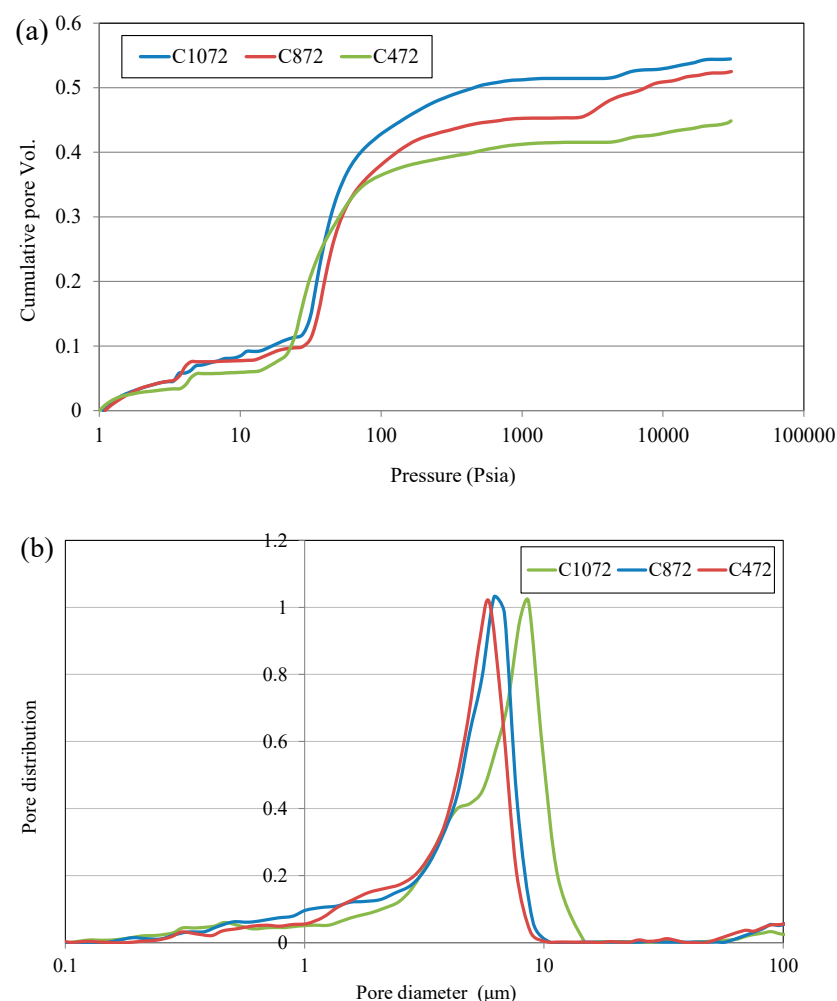 (a)
0.6
0.5
0.4
0.3
0.2
0.1
0
C1072 C872 C472
Cumulative pore Vol.
1 10 100 1000 10000 100000
Pressure (Psia)
(b)
1.2
1
0.8
0.6
0.4
0.2
0
C1072 C872 C472
Pore distribution
0.1 1 10 100
Pore diameter (µm)